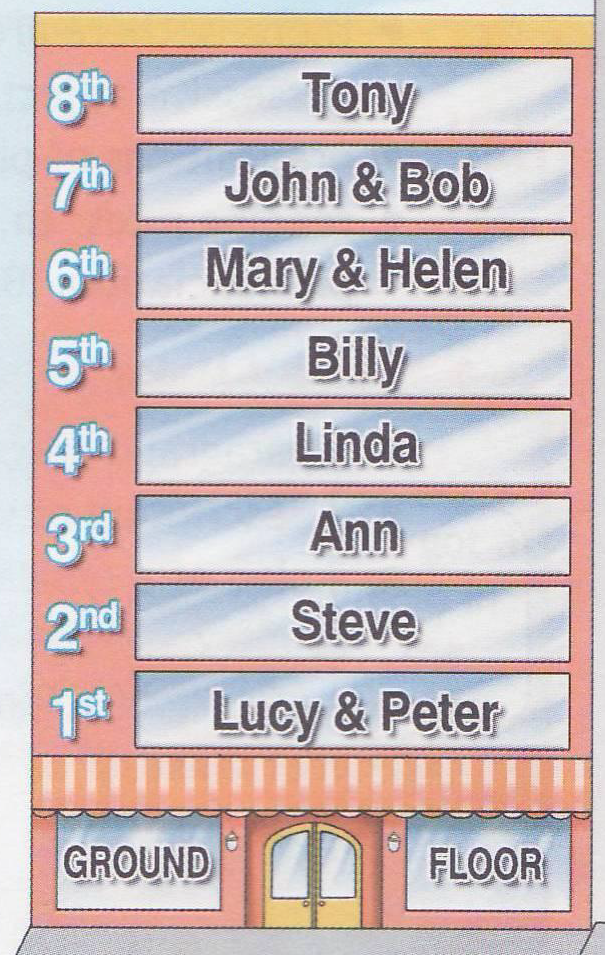 8th Tony
7th John & Bob
6th Mary & Helen
5th Billy
4th Linda
3rd Ann
2nd Steve
1st Lucy & Peter
GROUND FLOOR